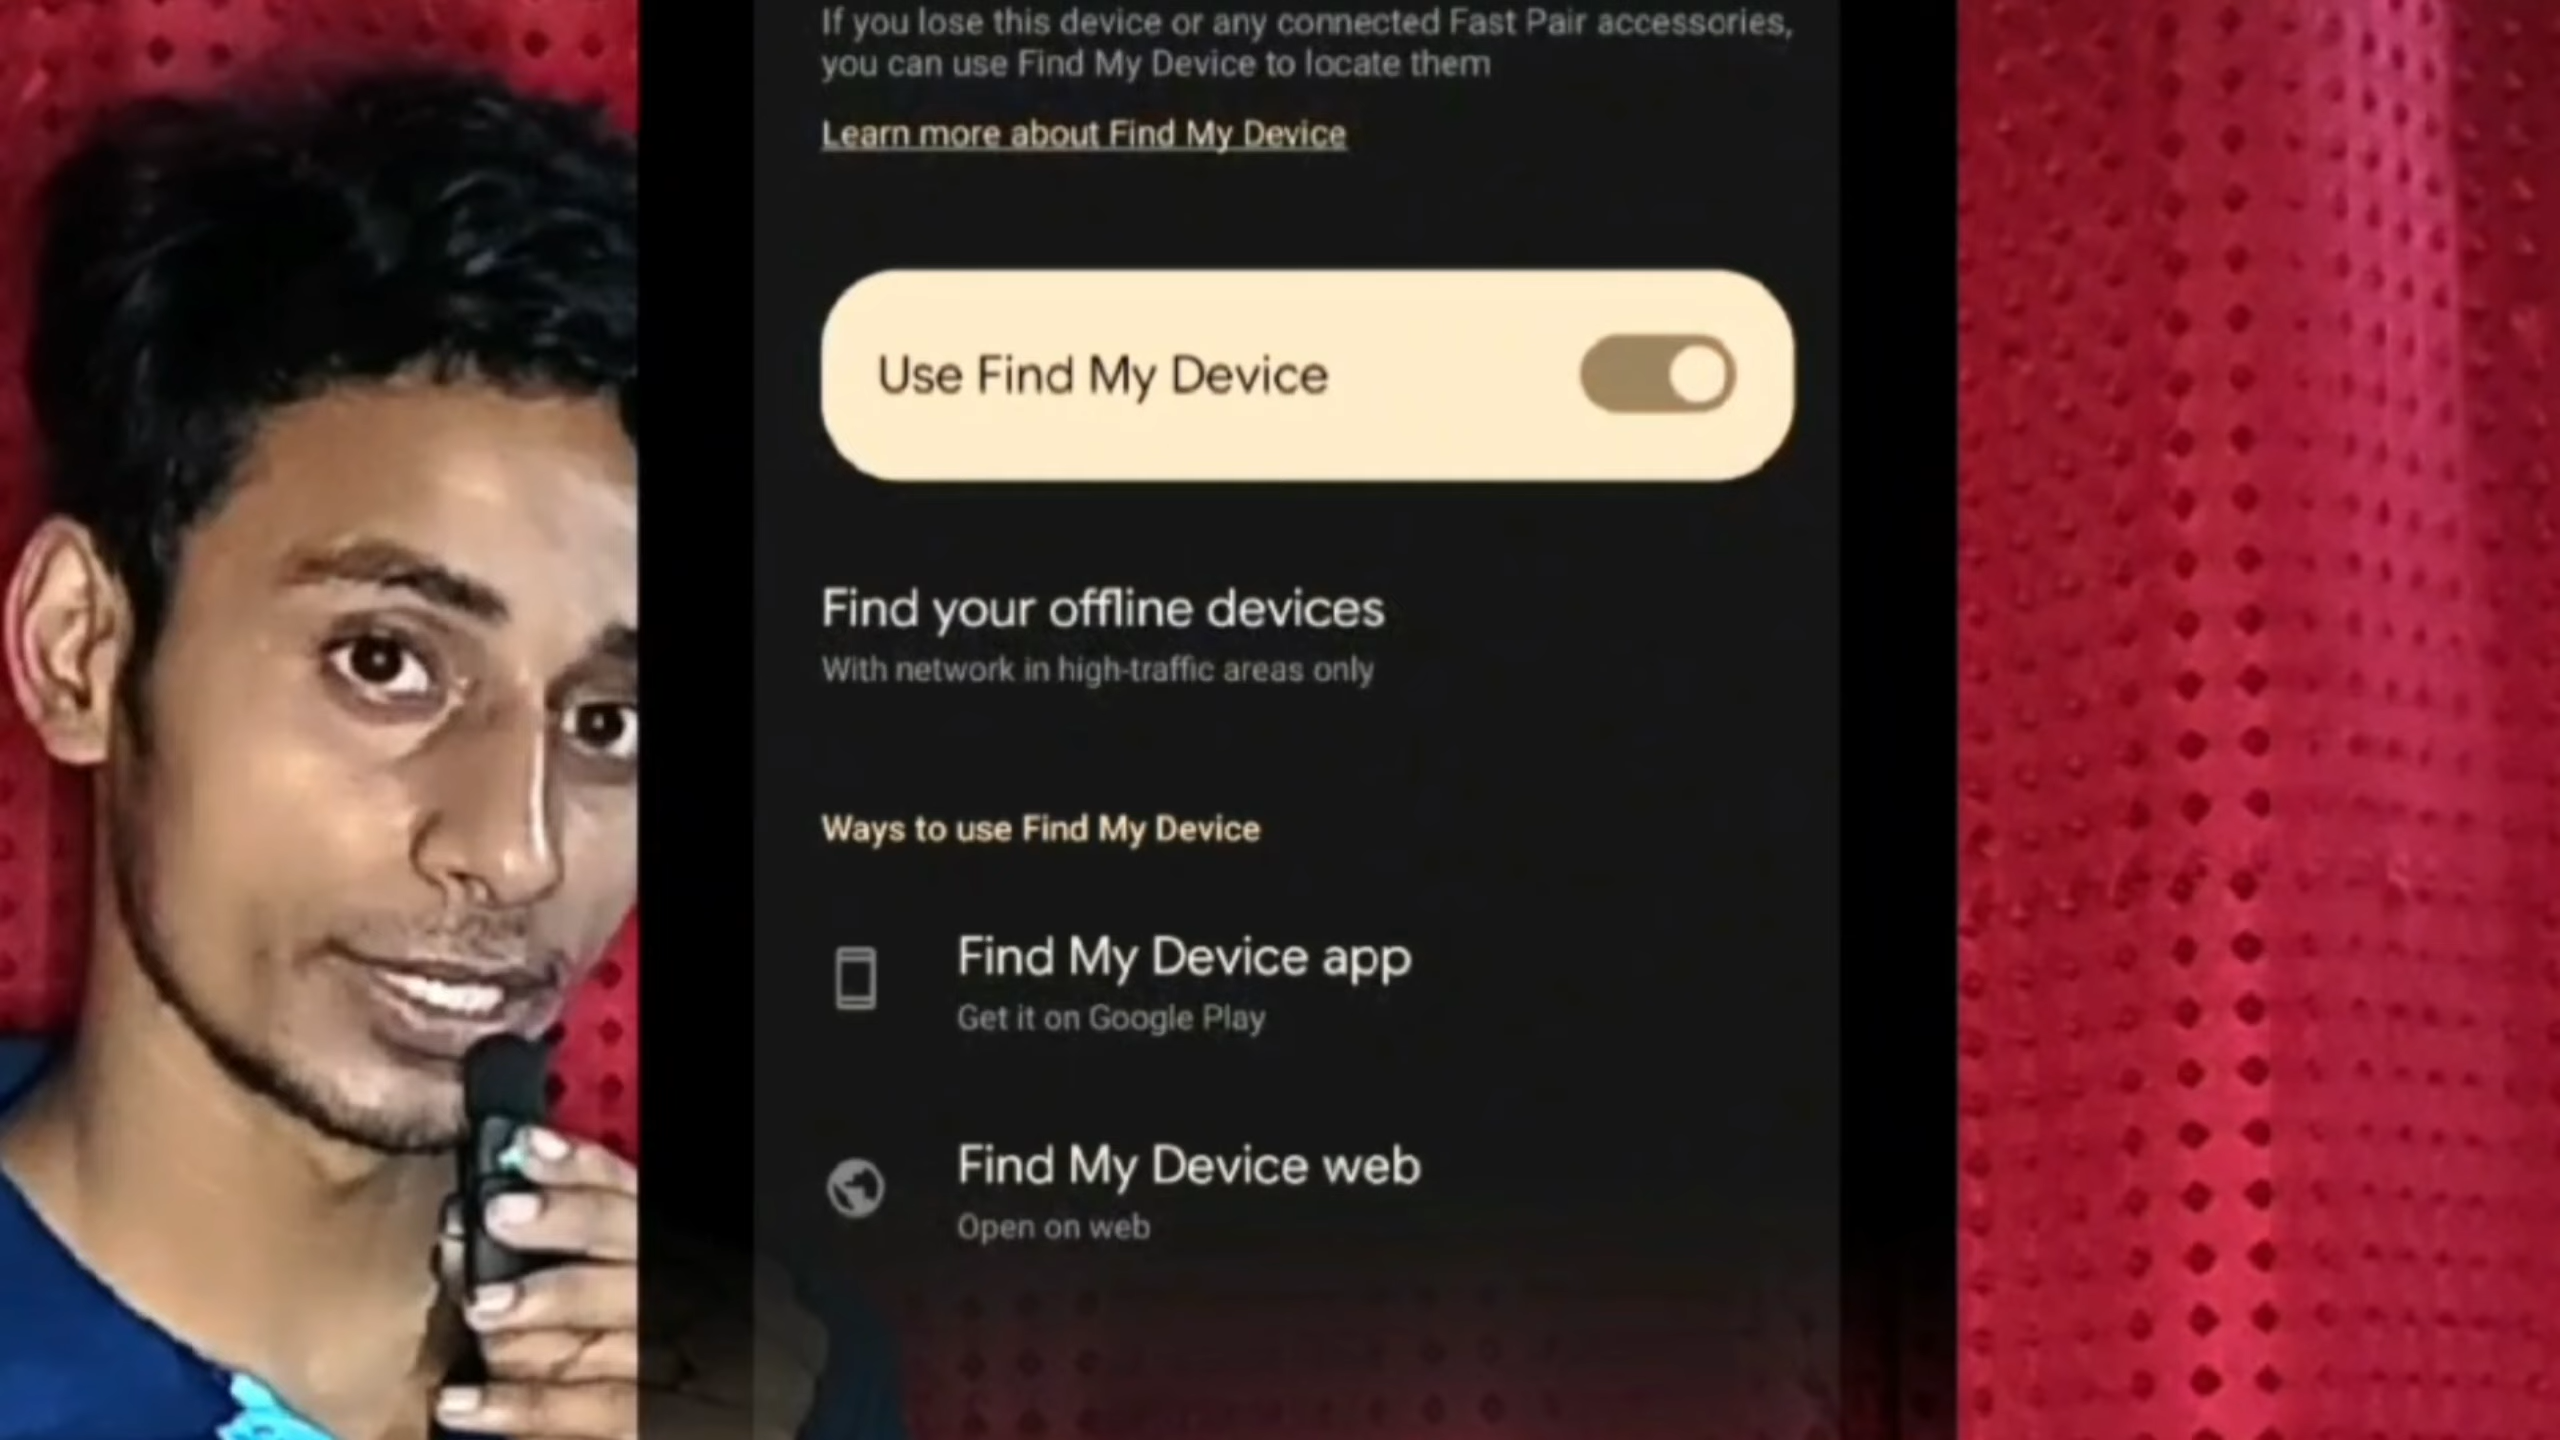 If you lose this device or any connected Fast Pair accessories,
you can use Find My Device to locate them
Learn more about Find My Device
Use Find My Device
Find your offline devices
With network in high-traffic areas only
Ways to use Find My Device
Find My Device app
Get it on Google Play
Find My Device web
Open on web